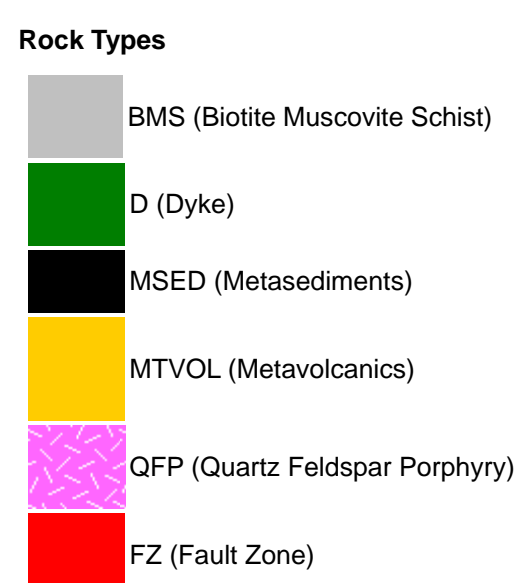 Rock Types
BMS (Biotite Muscovite Schist)
D (Dyke)
MSED (Metasediments)
MTVOL (Metavolcanics)
QFP (Quartz Feldspar Porphyry)
FZ (Fault Zone)